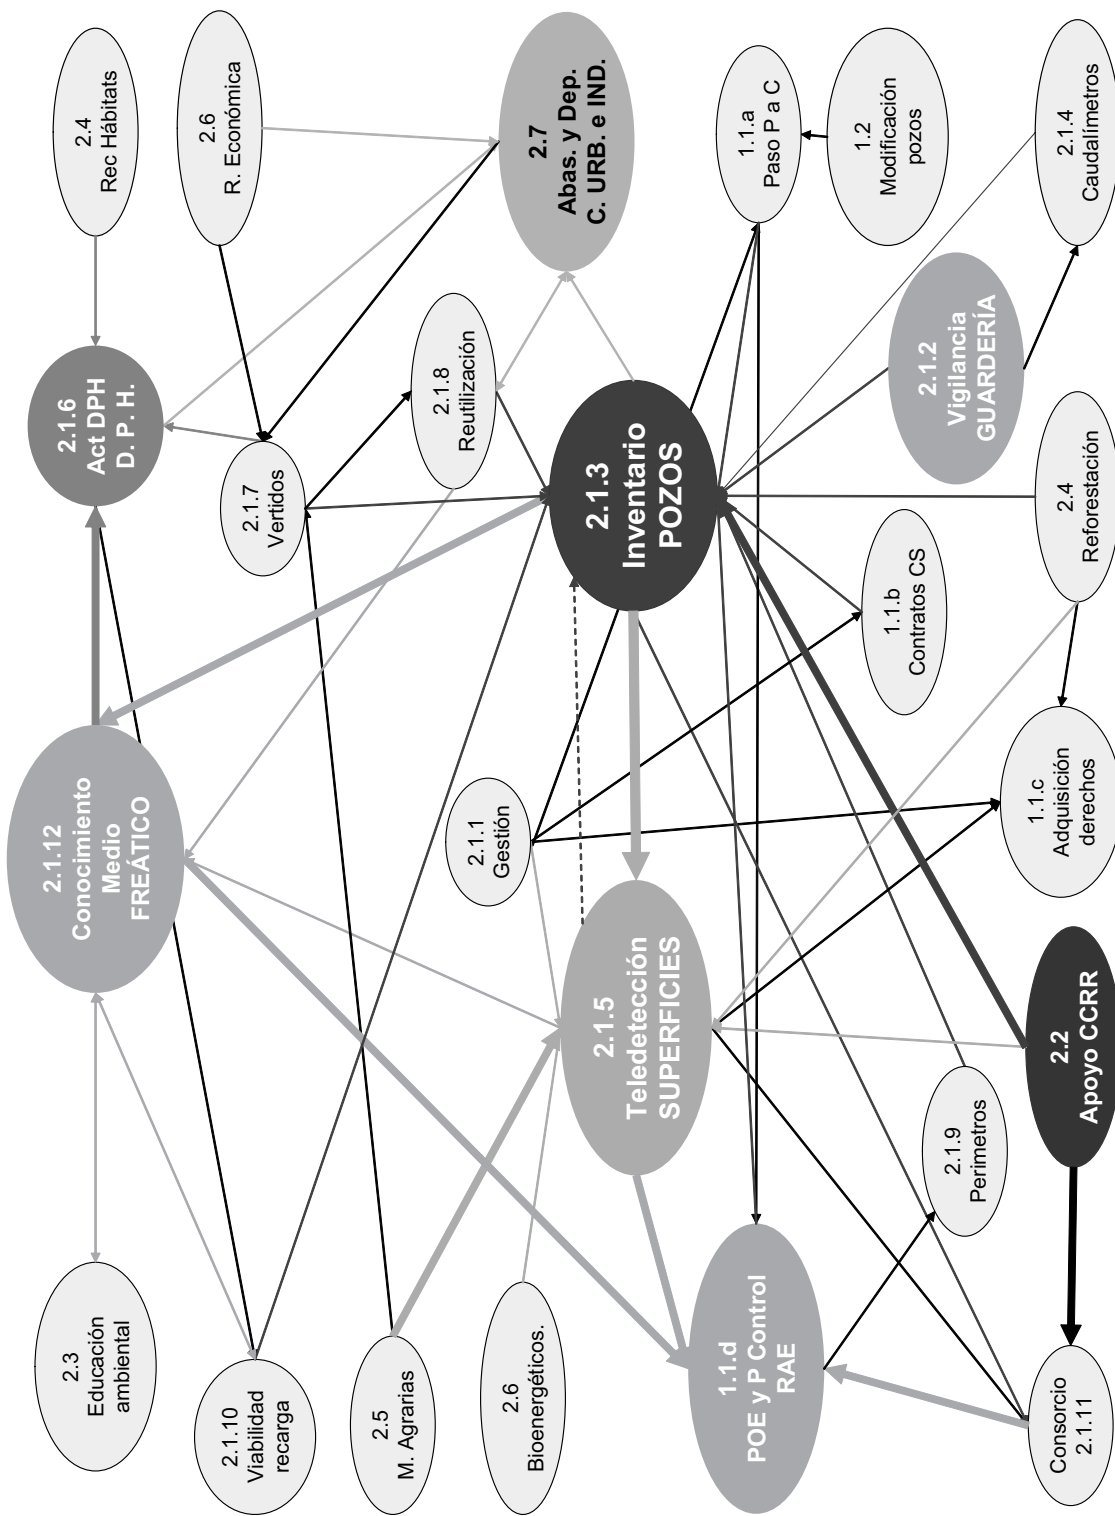 2.3
Educación
ambiental
2.1.12
Conocimiento
Medio
FREÁTICO
2.1.6
Act DPH
D. P. H.
2.4
Rec Hábitats
2.1.10
Viabilidad
recarga
2.1.7
Vertidos
2.6
R. Económica
2.5
M. Agrarias
2.1.8
Reutilización
2.1.1
Gestión
2.6
Bioenergéticos.
2.1.5
Teledetección
SUPERFICIES
2.1.3
Inventario
POZOS
2.7
Abas. y Dep.
C. URB. e IND.
1.1.d
POE y P Control
RAE
1.1.a
Paso P a C
1.1.b
Contratos CS
1.2
Modificación
pozos
2.1.9
Perimetros
2.1.2
Vigilancia
GUARDERÍA
1.1.c
Adquisición
derechos
Consorcio
2.1.11
2.2
Apoyo CCRR
2.4
Reforestación
2.1.4
Caudalímetros